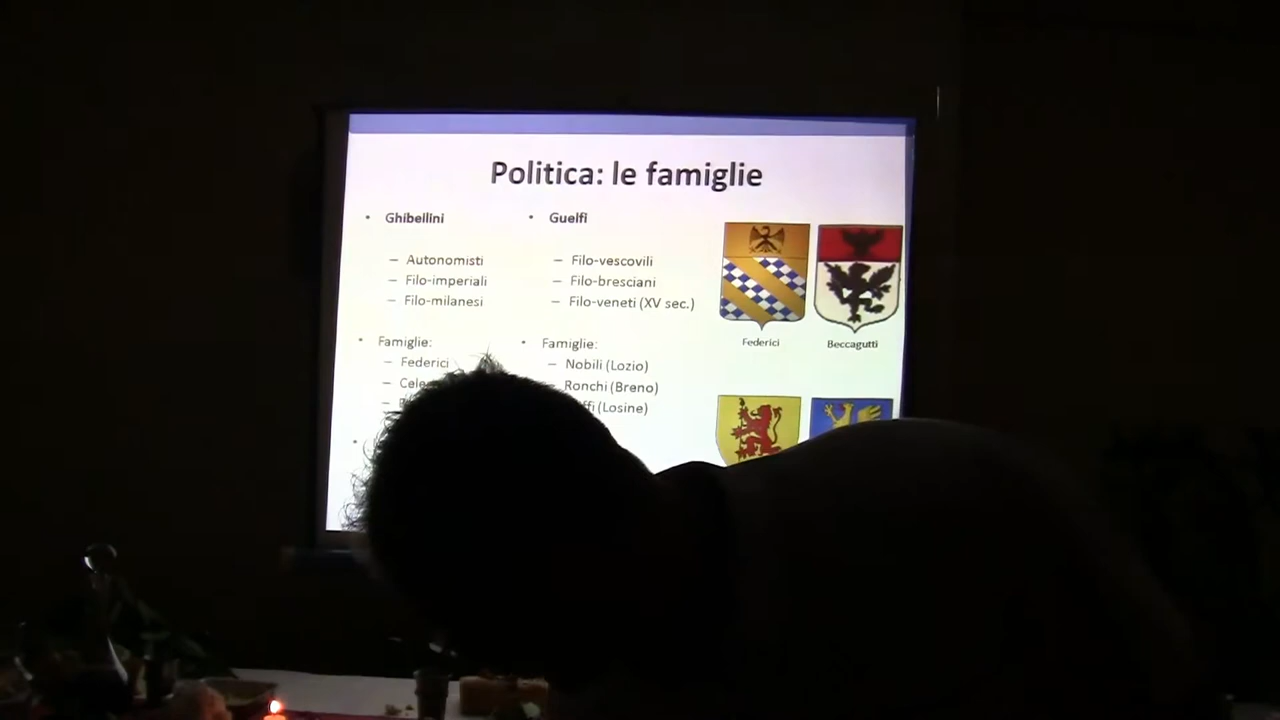 Politica: le famiglie
• Ghibellini
– Autonomisti
– Filo-imperiali
– Filo-milanesi
• Famiglie:
– Federici
• Guelfi
– Filo-vescovili
– Filo-bresciani
– Filo-veneti (XV sec.)
• Famiglie:
– Nobili (Lozio)
Ronchi (Breno)
(Losine)
Federici
Beccagutti